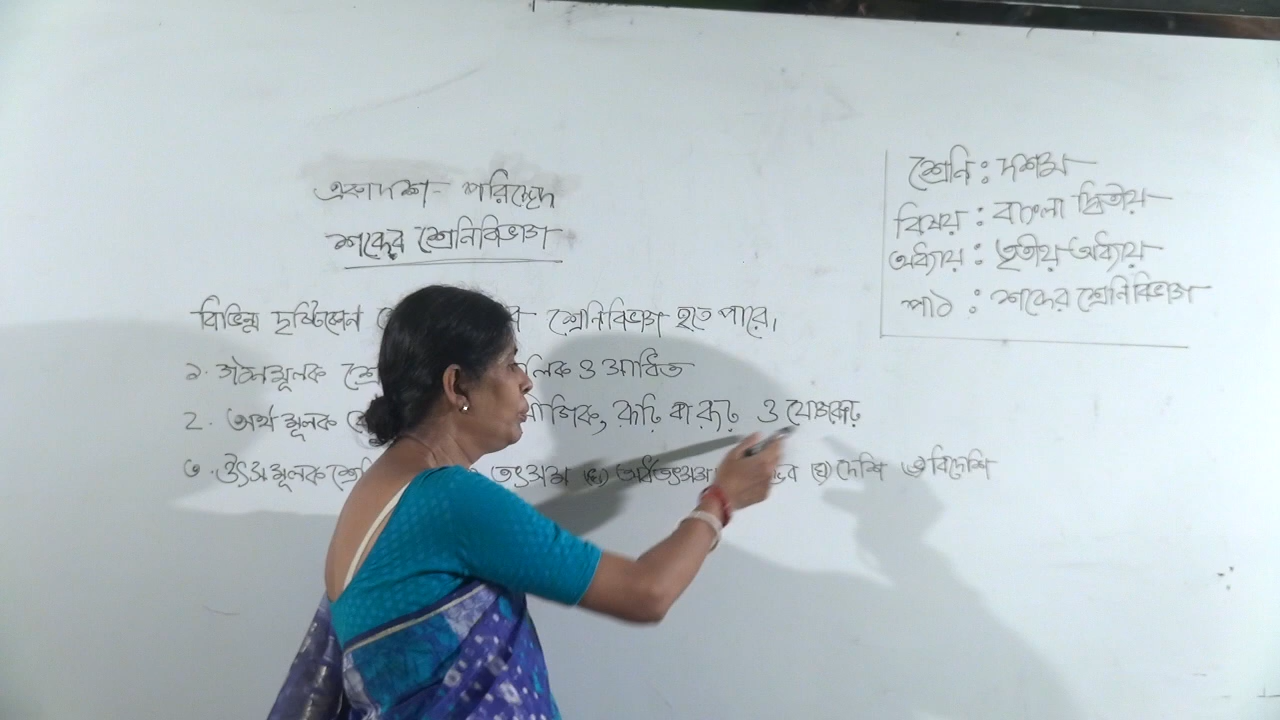 একাদশ পরিচ্ছেদ
শব্দের শ্রেণিবিভাগ
বিভিন্ন দৃষ্টিকোণ শ্রেণিবিভাগ হতে পারে।
১. গঠনমূলক ও সাধিত
২. অর্থমূলক যৌগিক, রূঢ়ি বা রূঢ় ও যোগরূঢ়
৩. উৎসমূলক তৎসম (খ) অর্ধতৎসম (ঘ) দেশি ঙ) বিদেশি
শ্রেনি : দশম
বিষয় : বাংলা দ্বিতীয়
অধ্যায় : তৃতীয় অধ্যায়
পাঠ : শব্দের শ্রেনিবিভাগ